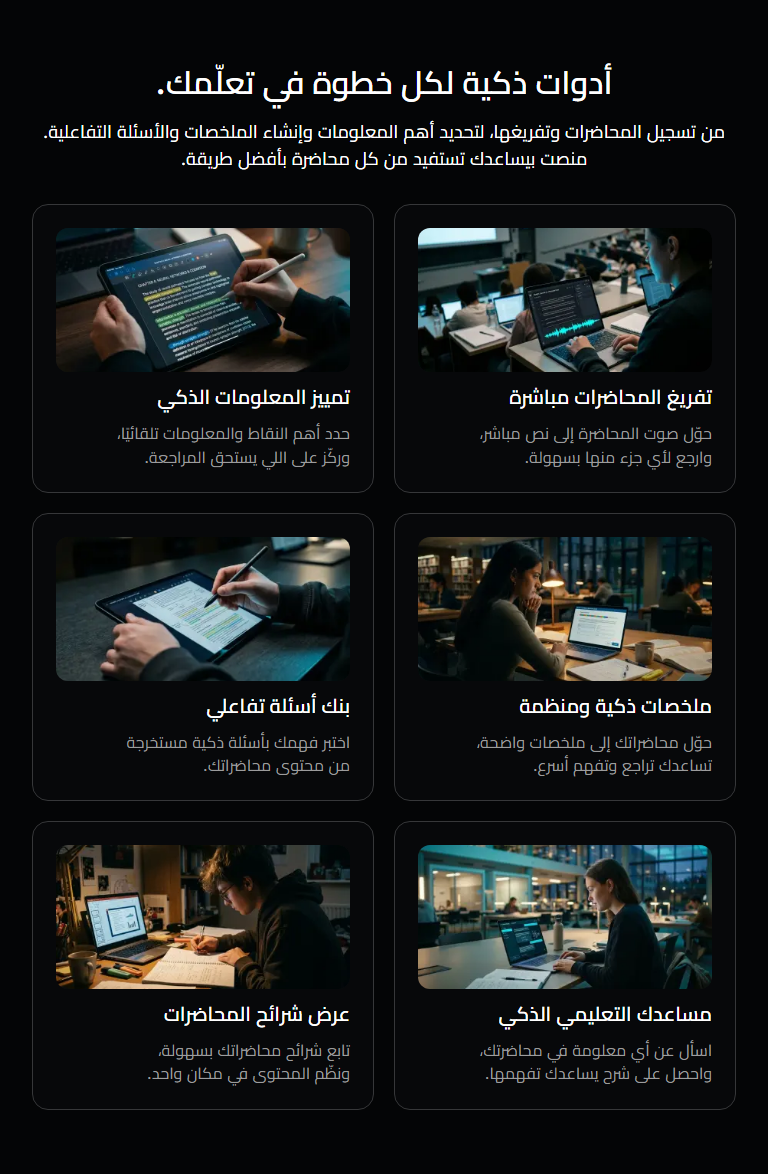 أدوات ذكية لكل خطوة في تعلّمك.
من تسجيل المحاضرات وتفريغها، لتحديد أهم المعلومات وإنشاء الملخصات والأسئلة التفاعلية.
منصت بيساعدك تستفيد من كل محاضرة بأفضل طريقة.
تفريغ المحاضرات مباشرة
حوّل صوت المحاضرة إلى نص مباشر،
وارجع لأي جزء منها بسهولة.
تمييز المعلومات الذكي
حدد أهم النقاط والمعلومات تلقائيًا،
وركّز على اللي يستحق المراجعة.
ملخصات ذكية ومنظمة
حوّل محاضراتك إلى ملخصات واضحة،
تساعدك تراجع وتفهم أسرع.
بنك أسئلة تفاعلي
اختبر فهمك بأسئلة ذكية مستخرجة
من محتوى محاضراتك.
مساعدك التعليمي الذكي
اسأل عن أي معلومة في محاضرتك،
واحصل على شرح يساعدك تفهمها.
عرض شرائح المحاضرات
تابع شرائح محاضراتك بسهولة،
ونظّم المحتوى في مكان واحد.